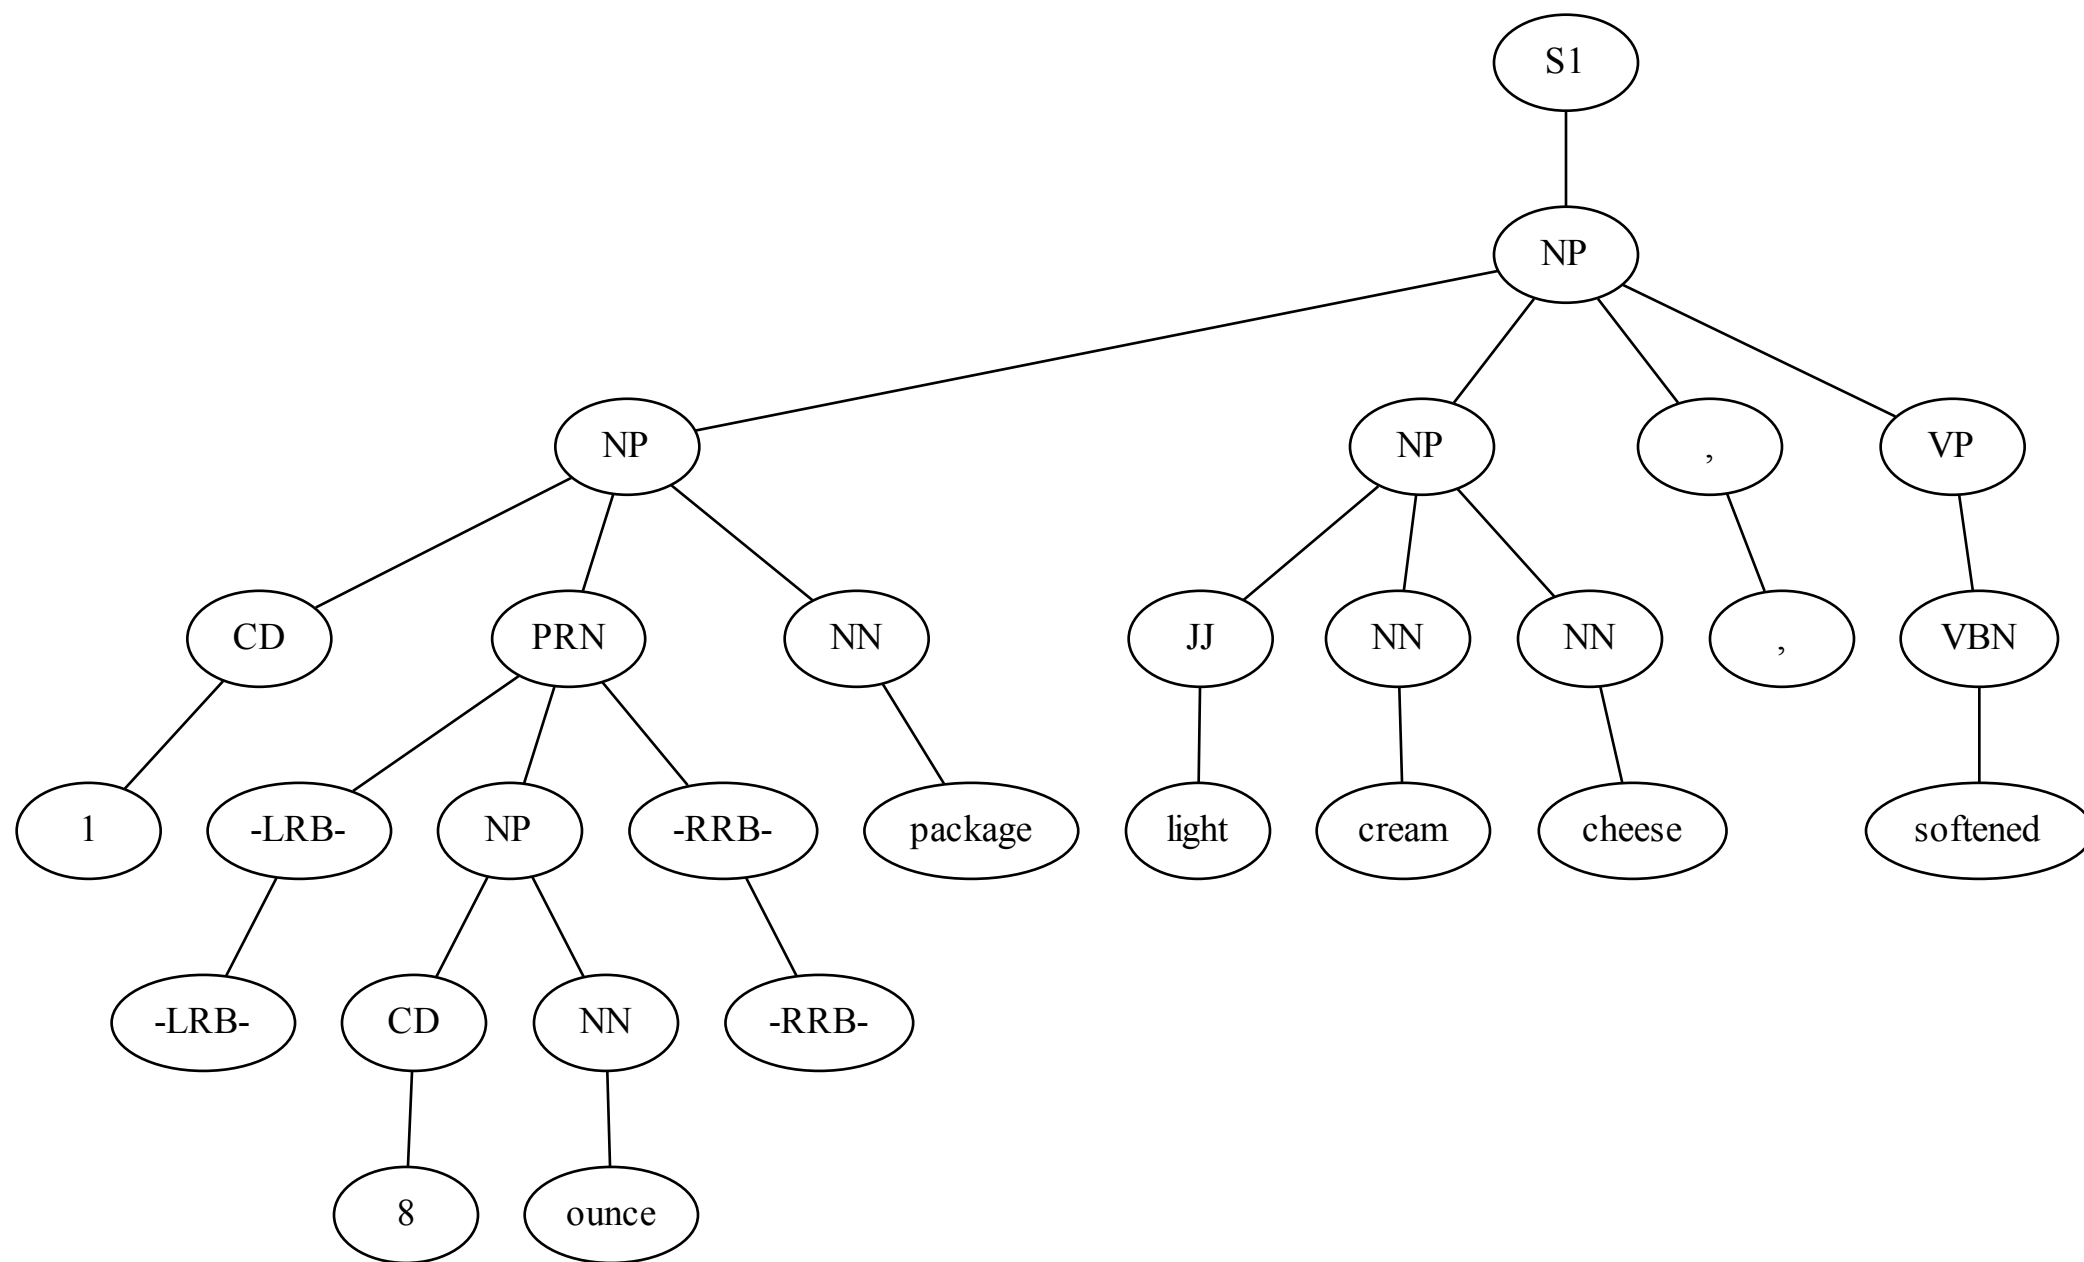 S1
NP
NP NP , VP
CD PRN NN JJ NN NN , VBN
1 -LRB- NP -RRB- package light cream cheese softened
-LRB- CD NN -RRB-
8 ounce